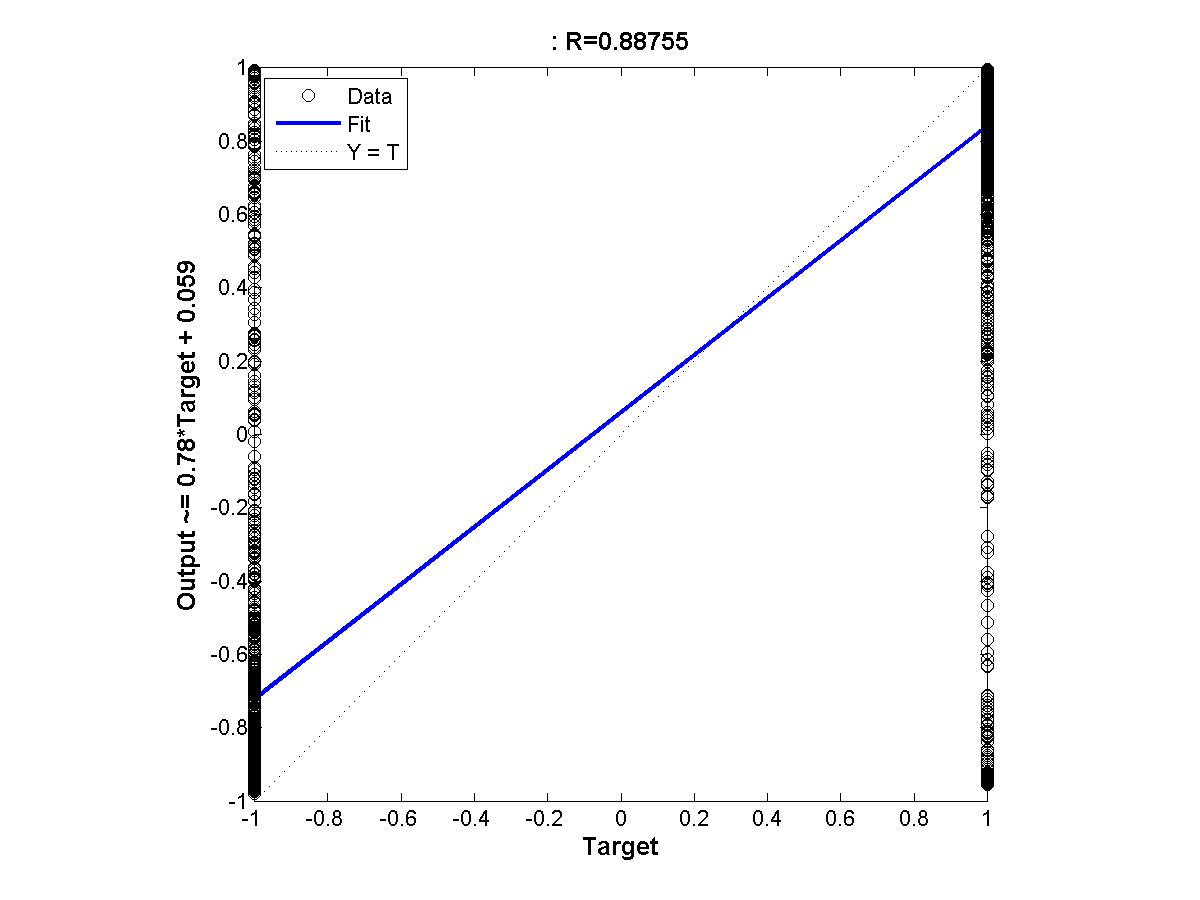 : R=0.88755
Data
Fit
Y = T
1
0.8
0.6
0.4
0.2
0
-0.2
-0.4
-0.6
-0.8
-1
Output ~= 0.78*Target + 0.059
-1 -0.8 -0.6 -0.4 -0.2 0 0.2 0.4 0.6 0.8 1
Target